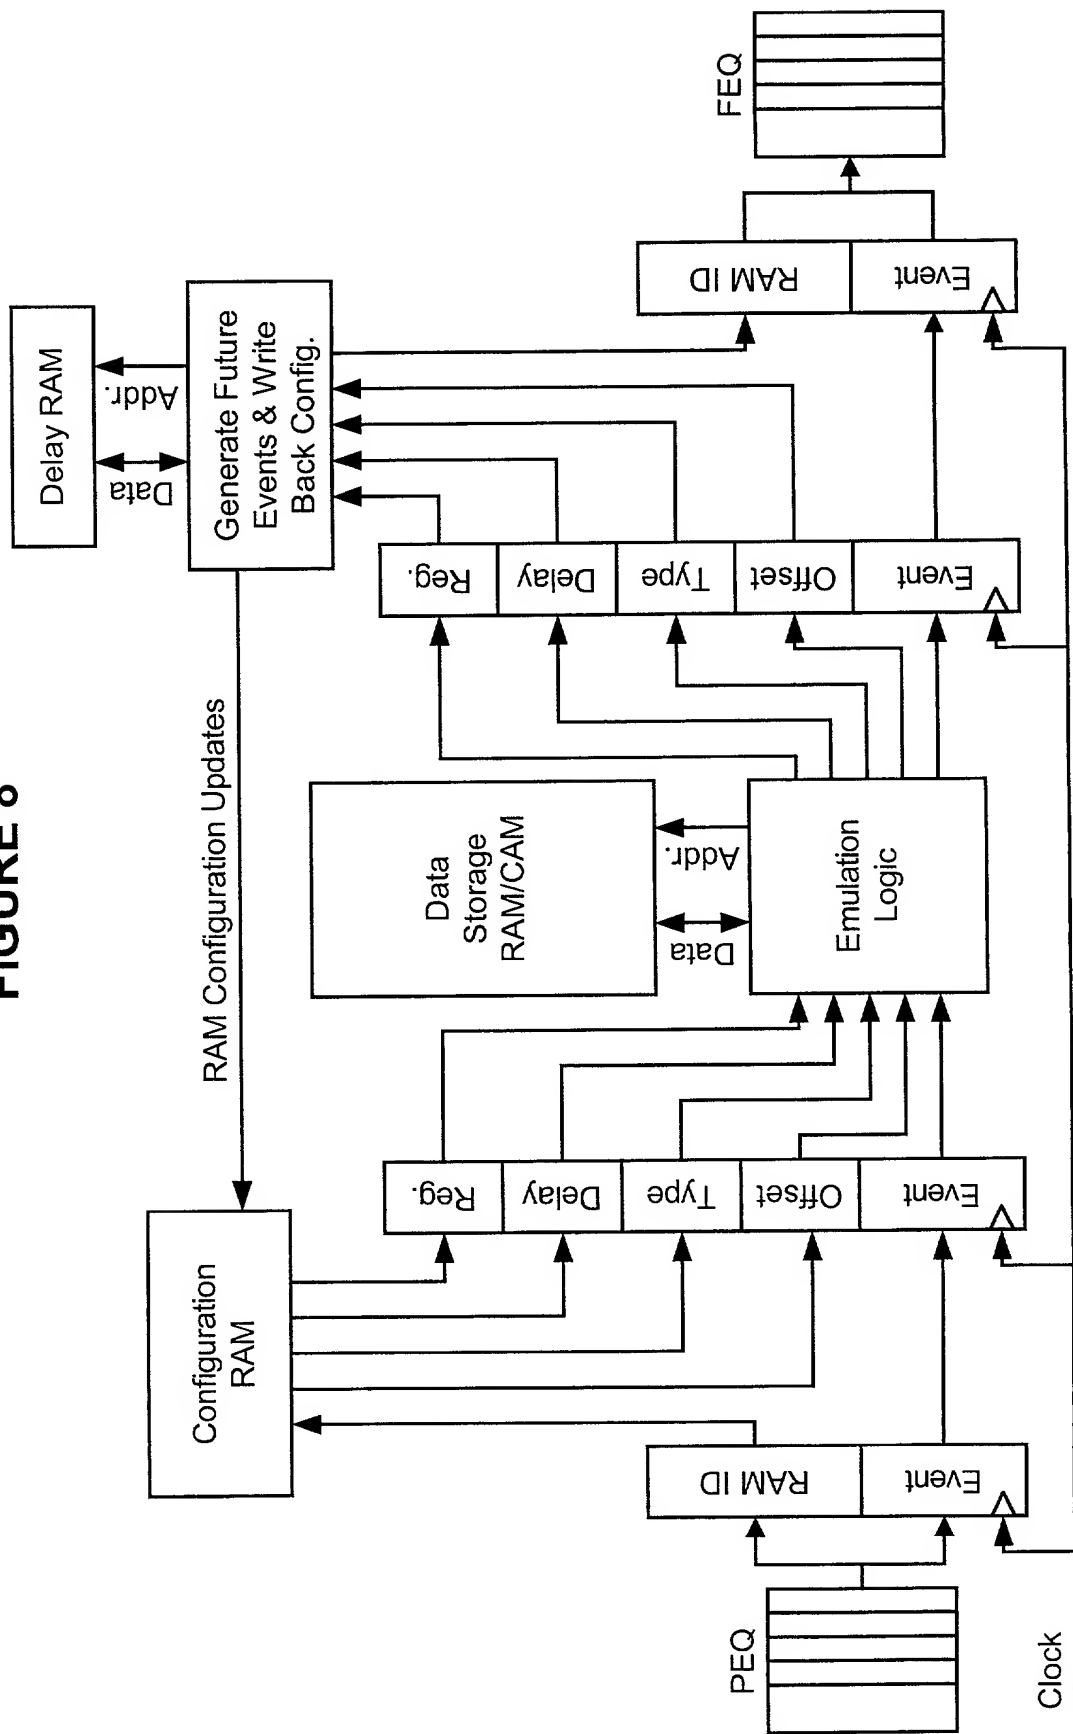 FIGURE
Delay RAM
Data
Addr.
Configuration
RAM
RAM Configuration Updates
Generate Future
Events & Write
Back Config.
Data
Storage
RAM/CAM
Data
Addr.
Reg.
Delay
Type
Offset
Event
Reg.
Delay
Type
Offset
Event
PEQ
RAM ID
Event
Emulation
Logic
RAM ID
Event
FEQ
Clock